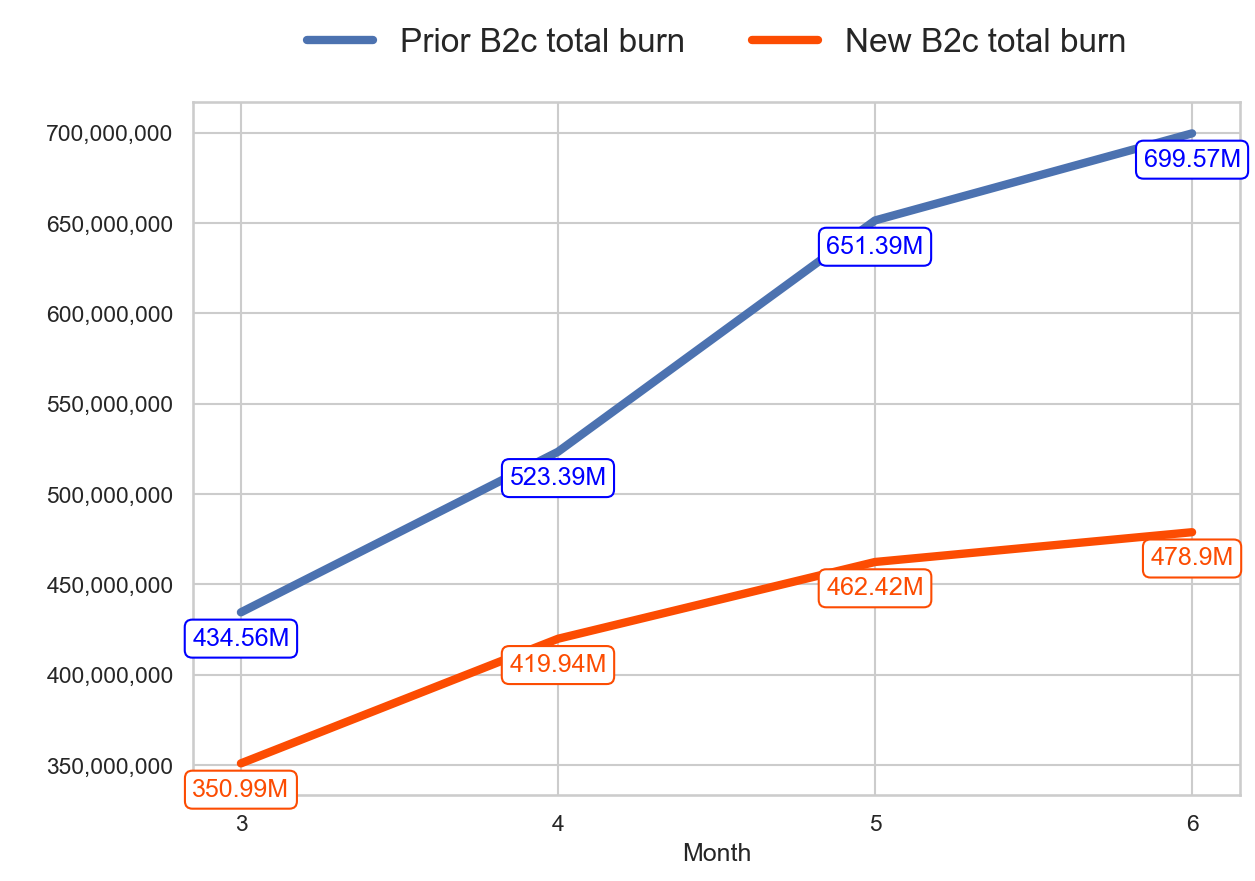 Prior B2c total burn New B2c total burn
700,000,000
699.57M
650,000,000
651.39M
600,000,000
550,000,000
523.39M
500,000,000
478.9M
450,000,000
462.42M
434.56M
419.94M
400,000,000
350,000,000
350.99M
3 4 5 6
Month